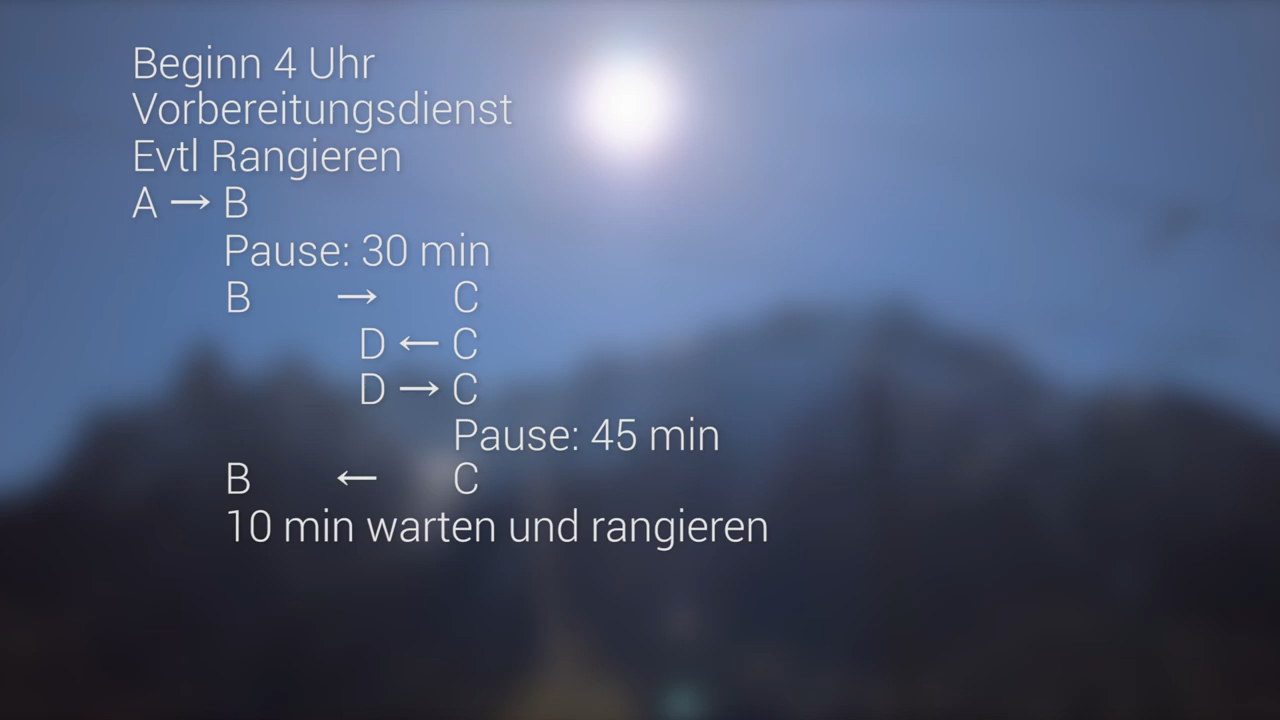 Beginn 4 Uhr
Vorbereitungsdienst
Evtl Rangieren
A → B
Pause: 30 min
B → C
D ← C
D → C
Pause: 45 min
B ← C
10 min warten und rangieren